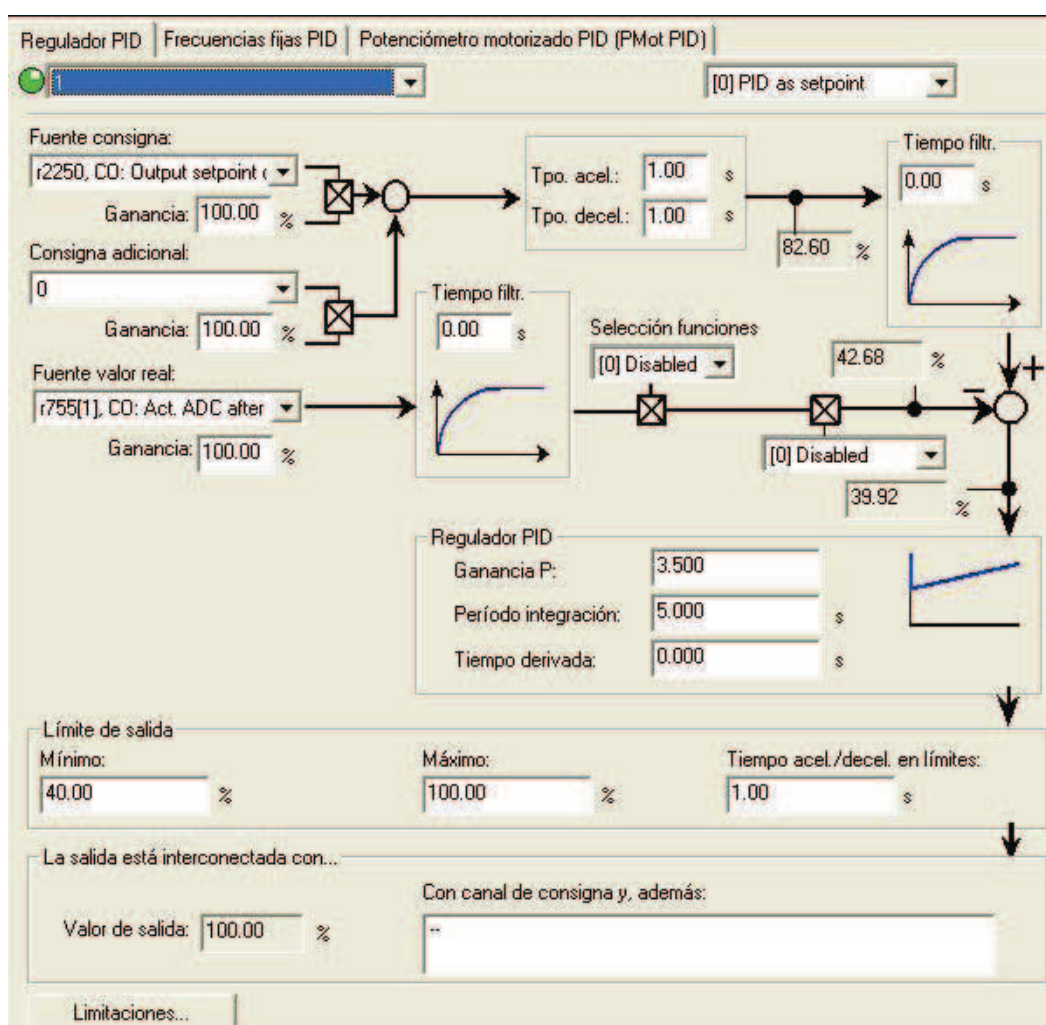 Regulador PID Frecuencias fijas PID Potenciómetro motorizado PID (PMot PID)
1 [0] PID as setpoint
Fuente consigna:
r2250, CO: Output setpoint
Ganancia: 100.00 %
Tpo. acel.: 1.00 s
Tpo. decel.: 1.00 s
82.60 %
Tiempo filtr.
0.00 s
Consigna adicional:
0
Ganancia: 100.00 %
Tiempo filtr.
0.00 s
Selección funciones
[0] Disabled
42.68 %
+
−
Fuente valor real:
r755[1], CO: Act. ADC after
Ganancia: 100.00 %
[0] Disabled
39.92 %
Regulador PID
Ganancia P: 3.500
Período integración: 5.000 s
Tiempo derivada: 0.000 s
Límite de salida
Mínimo: Máximo: Tiempo acel./decel. en límites:
40.00 % 100.00 % 1.00 s
La salida está interconectada con...
Con canal de consigna y, además:
Valor de salida: 100.00 % --
Limitaciones...